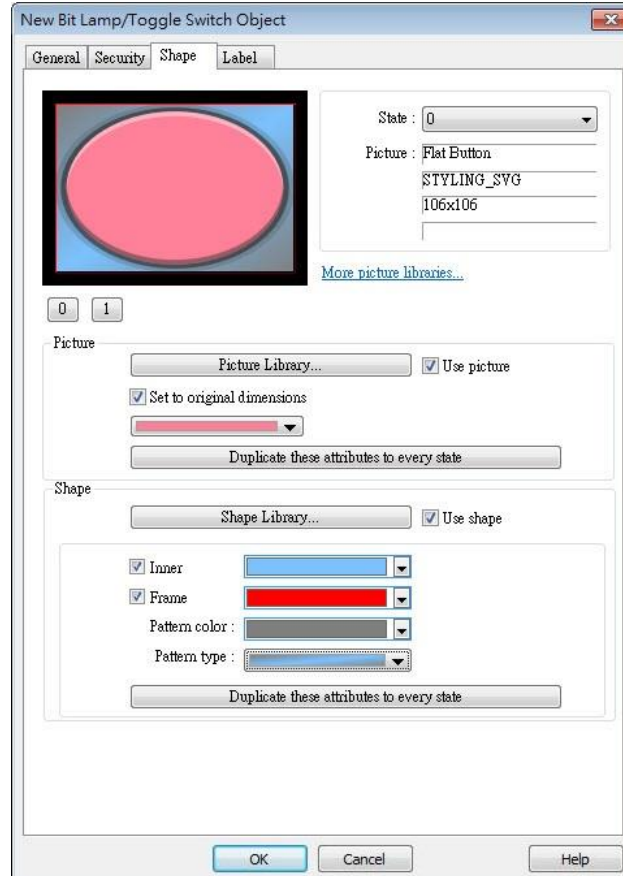 New Bit Lamp/Toggle Switch Object
General Security Shape Label
State : 0
Picture : Flat Button
STYLING_SVG
106x106
More picture libraries...
0 1
Picture
Picture Library... Use picture
Set to original dimensions
Duplicate these attributes to every state
Shape
Shape Library... Use shape
Inner
Frame
Pattern color :
Pattern type :
Duplicate these attributes to every state
OK Cancel Help